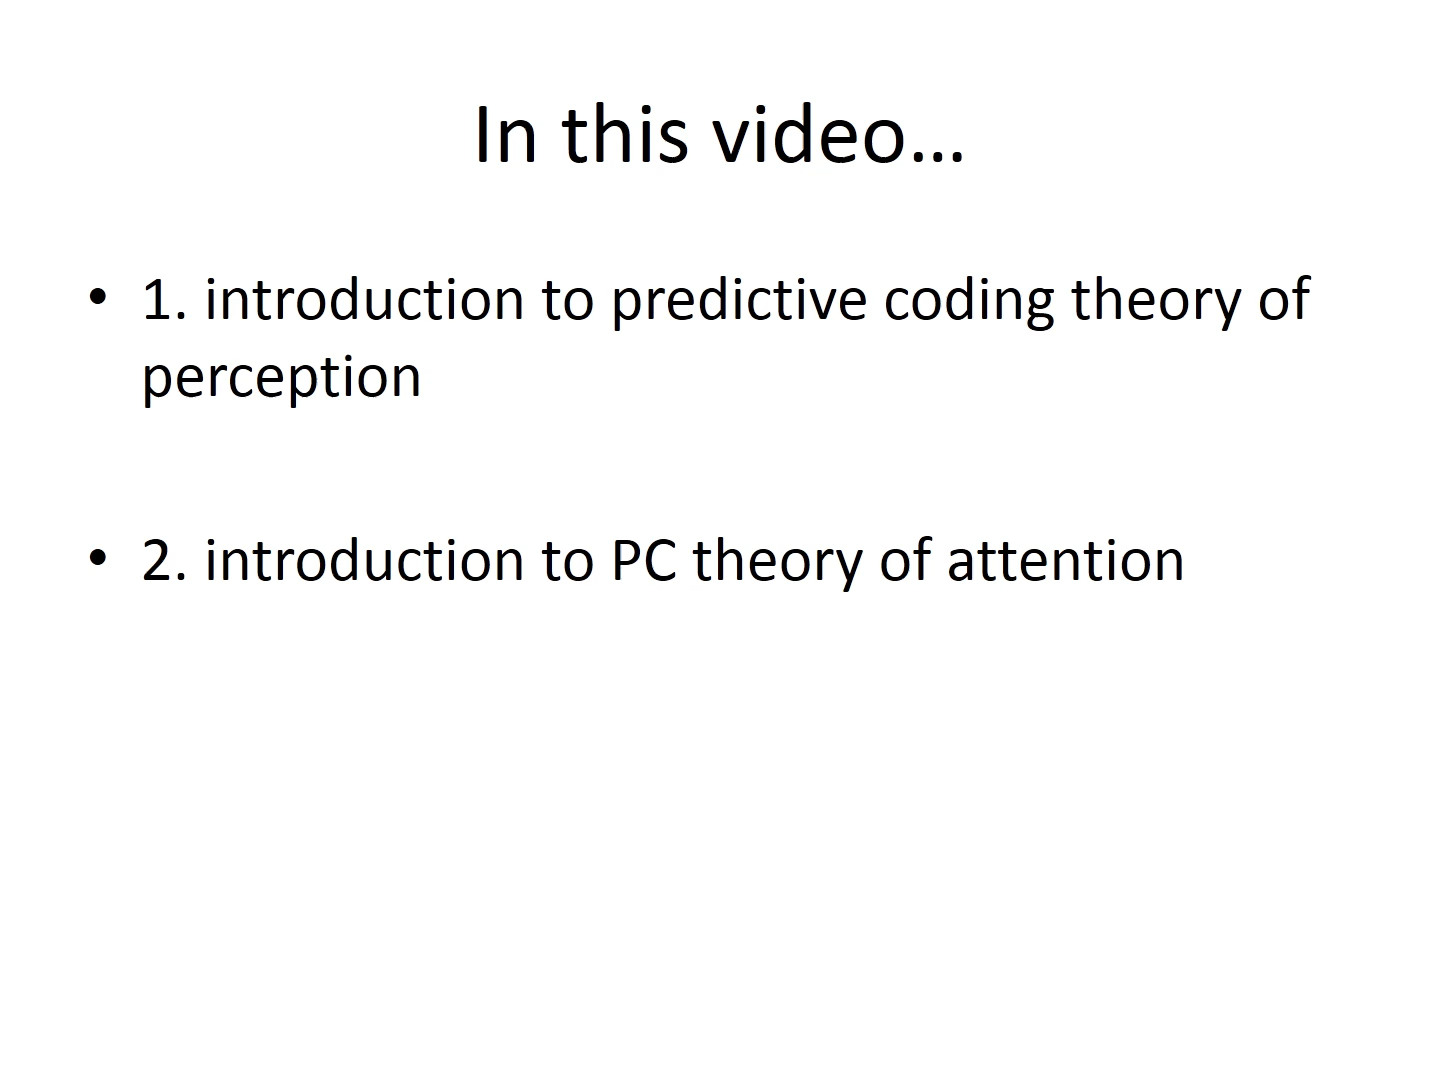 In this video…
• 1. introduction to predictive coding theory of
perception
• 2. introduction to PC theory of attention